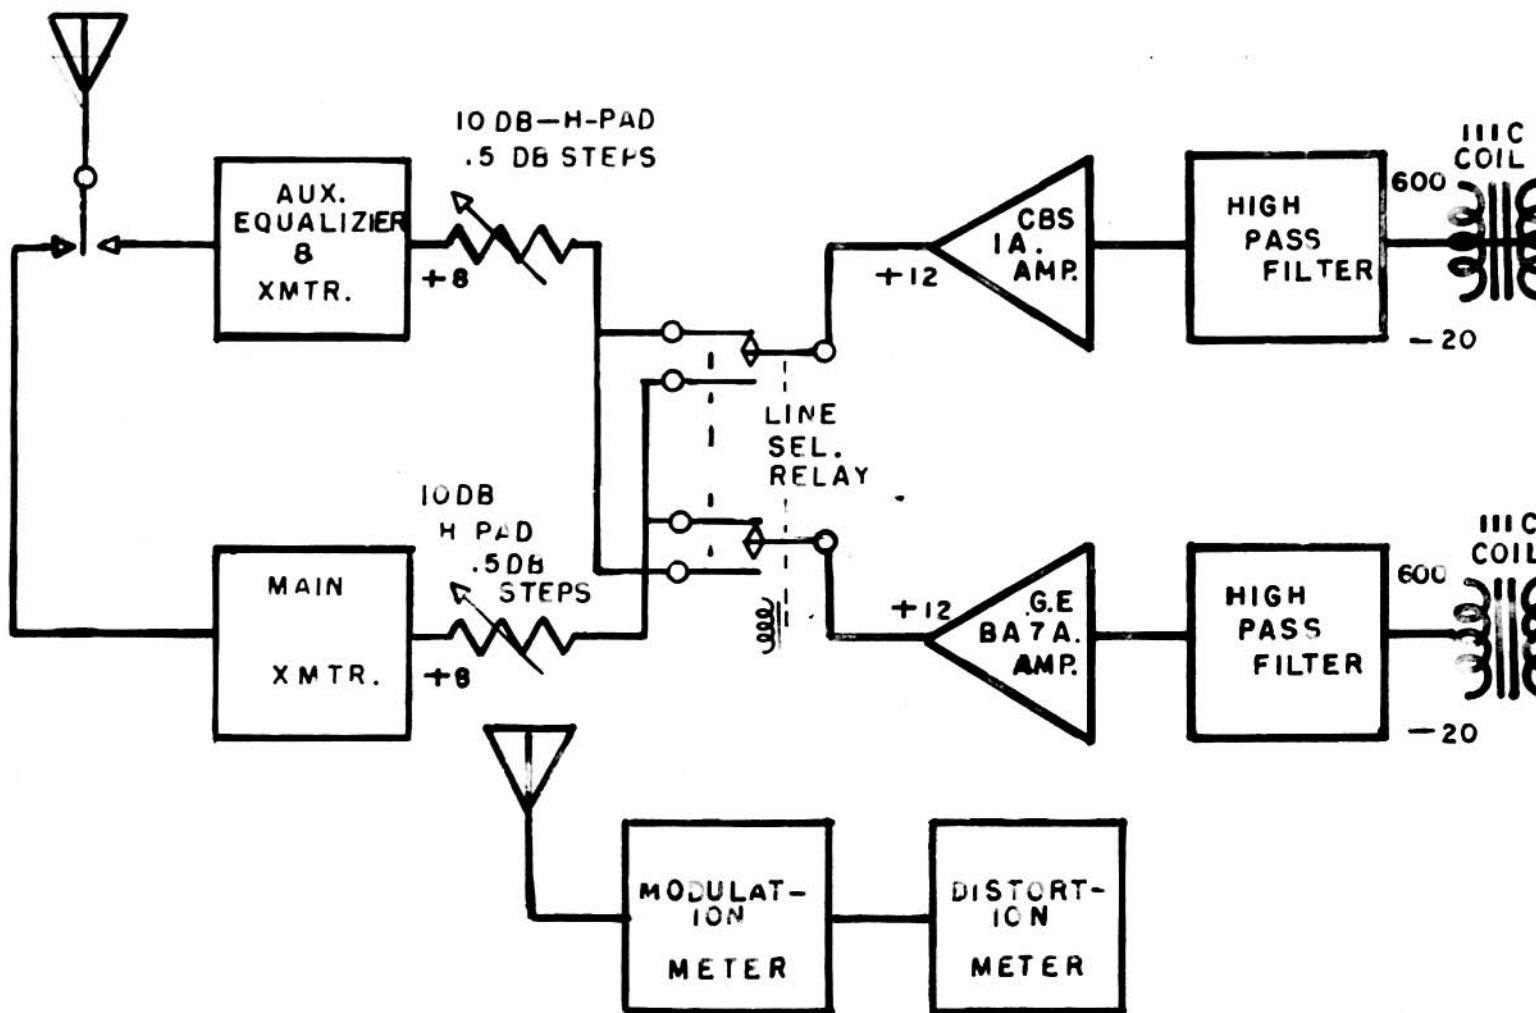 10 DB—H-PAD
.5 DB STEPS
AUX.
EQUALIZIER
8
XMTR.
+8
+12
CBS
1A.
AMP.
HIGH
PASS
FILTER
600
111C
COIL
-20
LINE
SEL.
RELAY
10DB
H PAD
.5DB
STEPS
MAIN
XMTR.
+8
+12
.G.E
BA7A.
AMP.
HIGH
PASS
FILTER
600
111C
COIL
-20
MODULAT-
ION
METER
DISTORT-
ION
METER